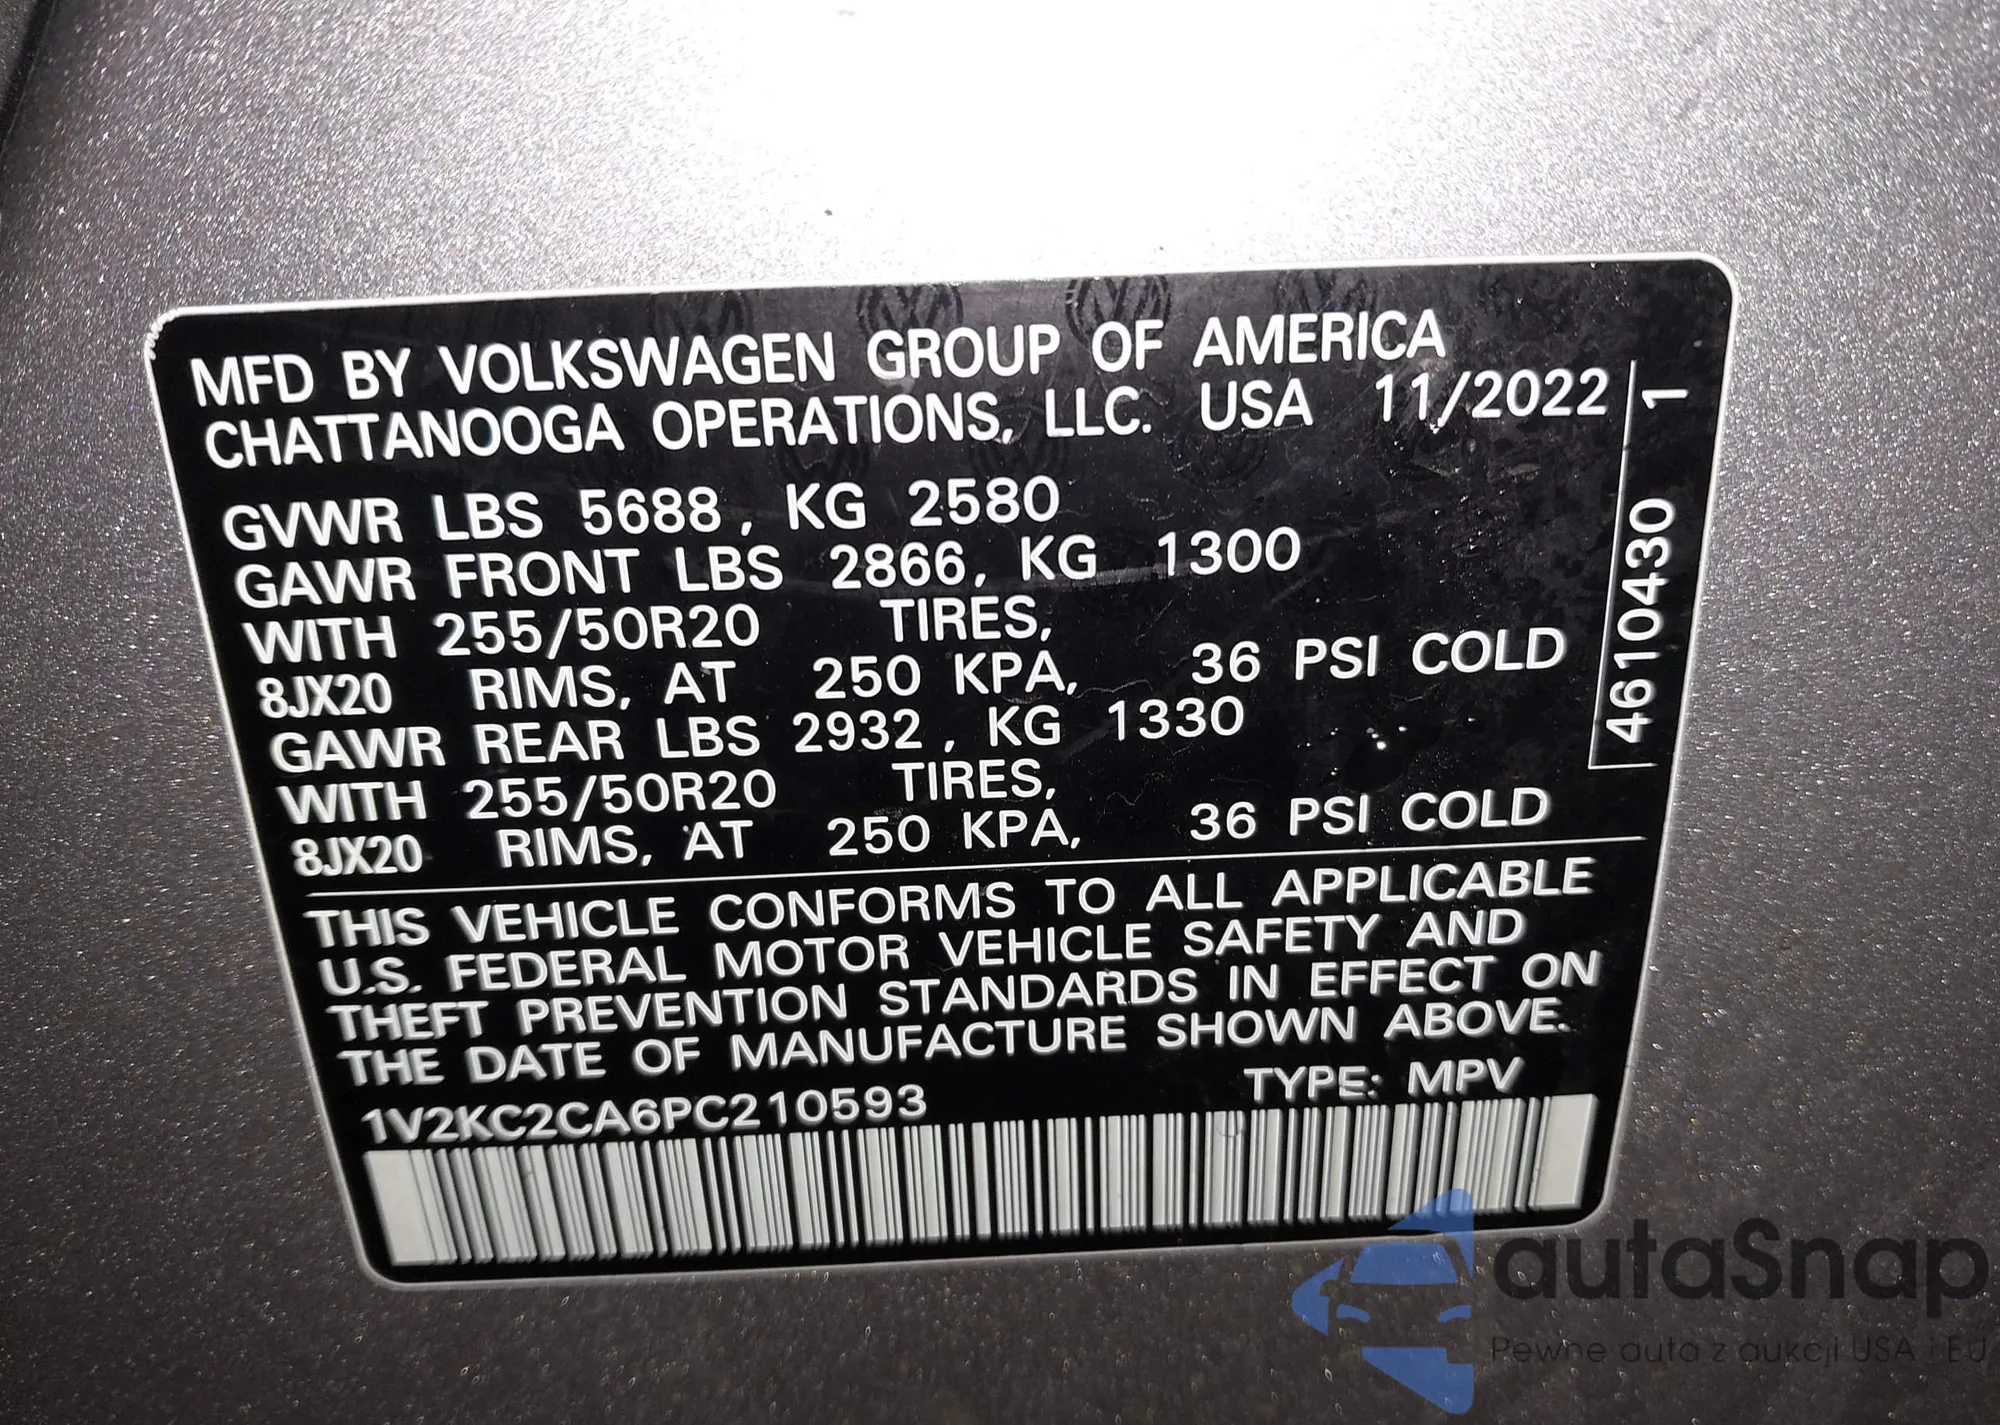 MFD BY VOLKSWAGEN GROUP OF AMERICA
CHATTANOOGA OPERATIONS, LLC. USA 11/2022
GVWR LBS 5688, KG 2580
GAWR FRONT LBS 2866, KG 1300
WITH 255/50R20 TIRES,
8JX20 RIMS, AT 250 KPA, 36 PSI COLD
GAWR REAR LBS 2932, KG 1330
WITH 255/50R20 TIRES,
8JX20 RIMS, AT 250 KPA, 36 PSI COLD
4610430 1
THIS VEHICLE CONFORMS TO ALL APPLICABLE
U.S. FEDERAL MOTOR VEHICLE SAFETY AND
THEFT PREVENTION STANDARDS IN EFFECT ON
THE DATE OF MANUFACTURE SHOWN ABOVE.
1V2KC2CA6PC210593 TYPE: MPV
autaSnap
Pewne auta z aukcji USA i EU